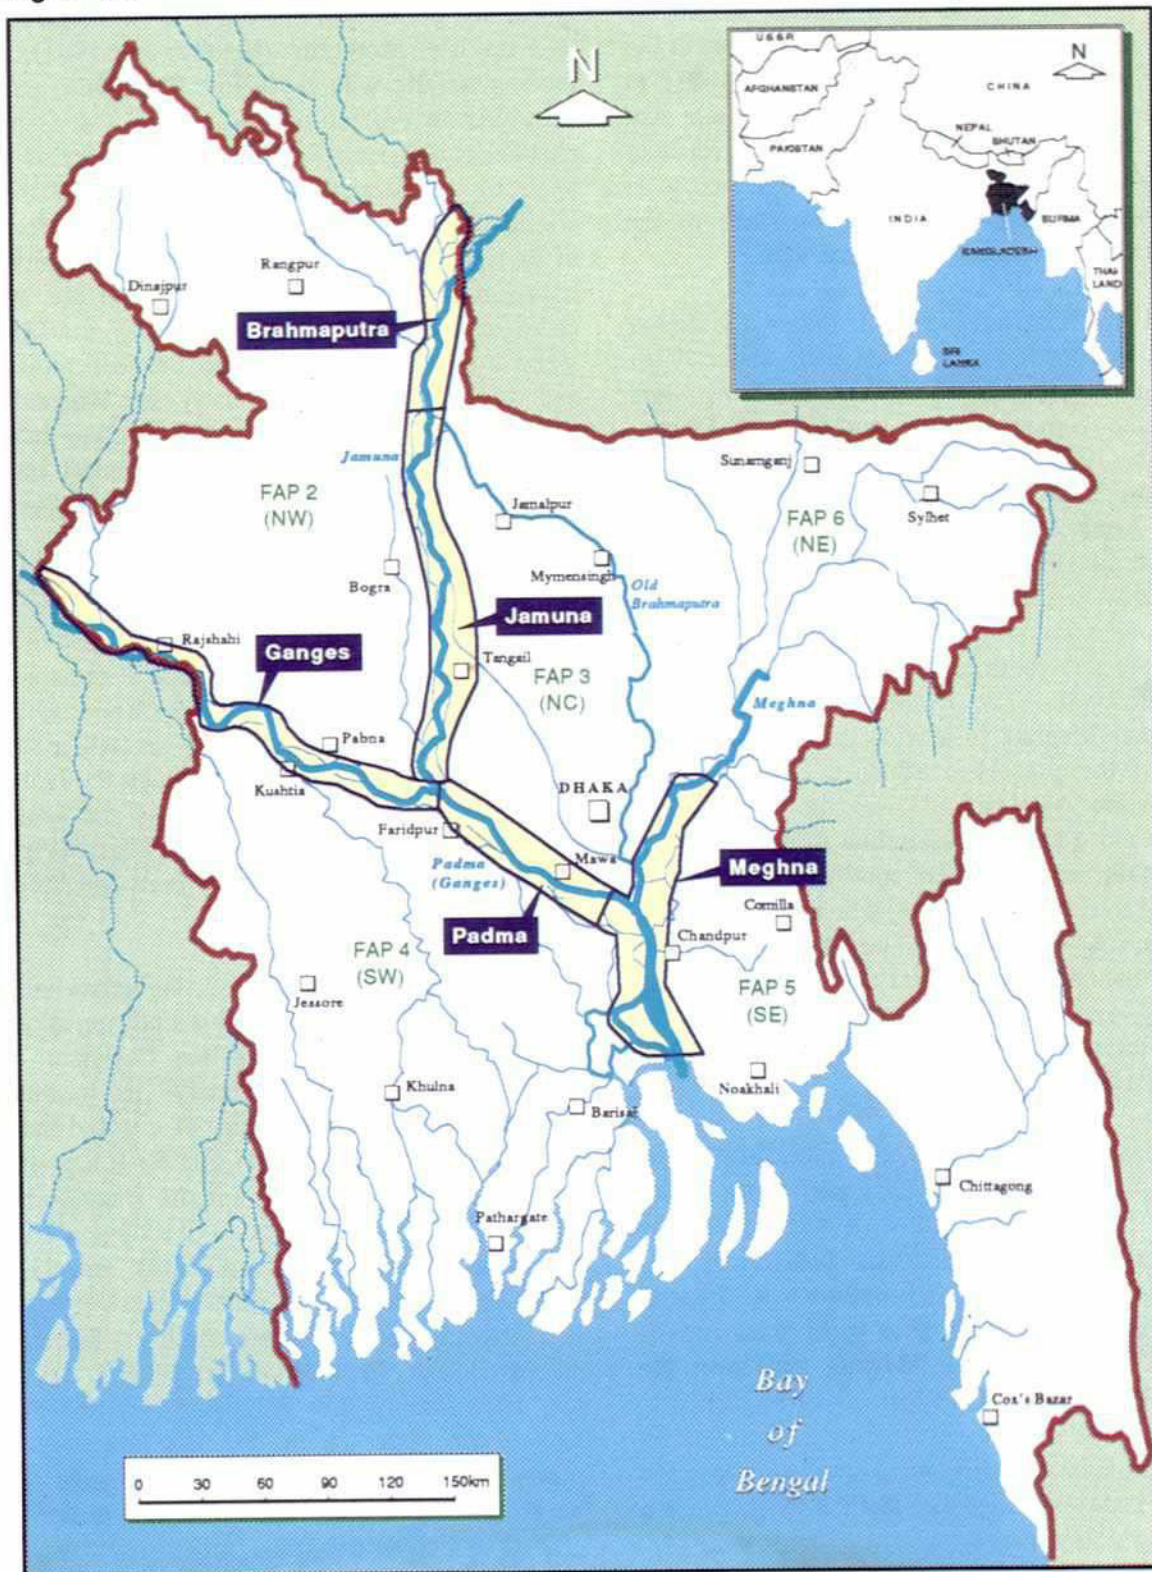 N
U.S.S.R
N
AFGHANISTAN
CHINA
NEPAL
BHUTAN
PAKISTAN
INDIA
BURMA
BANGLADESH
THAI
LAND
SRI
LANKA
Rangpur
Dinajpur
Brahmaputra
Jamuna
Sunamganj
FAP 2
(NW)
FAP 6
(NE)
Sylhet
Jamalpur
Mymensingh
Bogra
Old
Brahmaputra
Jamuna
Rajshahi
Ganges
Tangail
FAP 3
(NC)
Meghna
Pabna
Kushtia
DHAKA
Faridpur
Padma
(Ganges)
Mawa
Meghna
Comilla
Padma
Chandpur
FAP 4
(SW)
Jessore
FAP 5
(SE)
Khulna
Noakhali
Barisal
Chittagong
Pathargate
Bay
of
Bengal
Cox's Bazar
0 30 60 90 120 150km